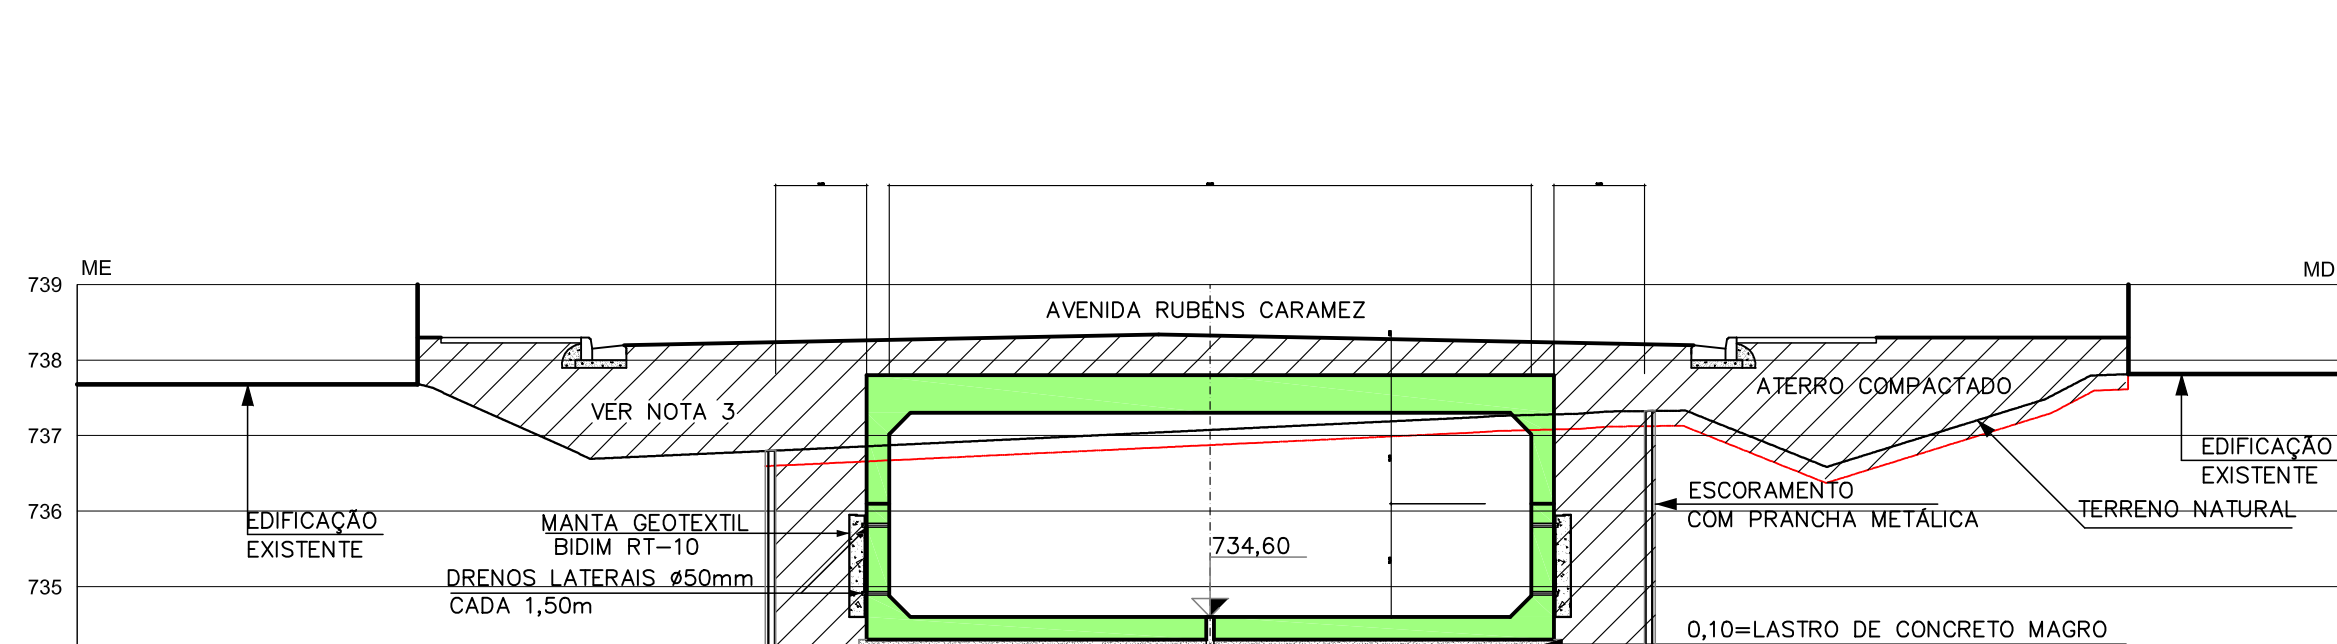 ME
MD
739
AVENIDA RUBENS CARAMEZ
738
ATERRO COMPACTADO
VER NOTA 3
737
EDIFICAÇÃO
EXISTENTE
ESCORAMENTO
COM PRANCHA METÁLICA
TERRENO NATURAL
736
EDIFICAÇÃO
EXISTENTE
MANTA GEOTEXTIL
BIDIM RT-10
734,60
DRENOS LATERAIS ø50mm
CADA 1,50m
735
0,10=LASTRO DE CONCRETO MAGRO